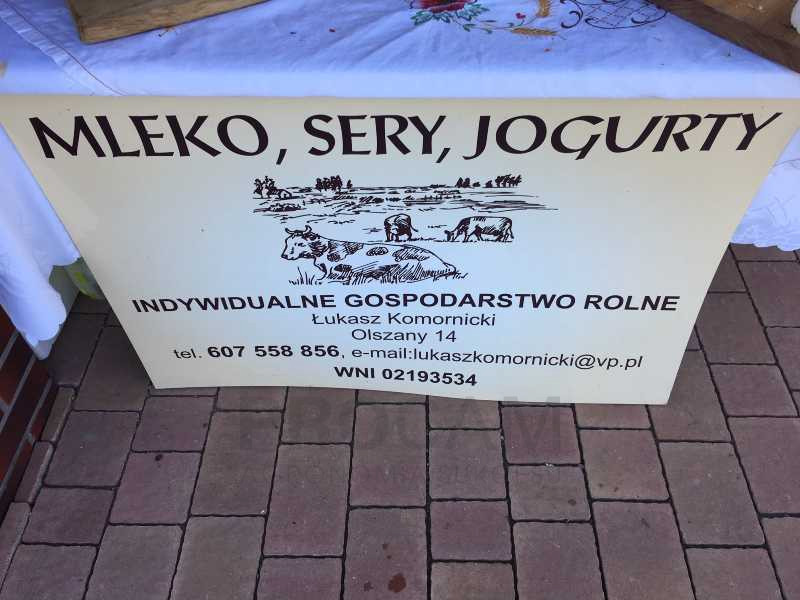 MLEKO, SERY, JOGURTY
INDYWIDUALNE GOSPODARSTWO ROLNE
Łukasz Komornicki
Olszany 14
tel. 607 558 856, e-mail:lukaszkomornicki@vp.pl
WNI 02193534